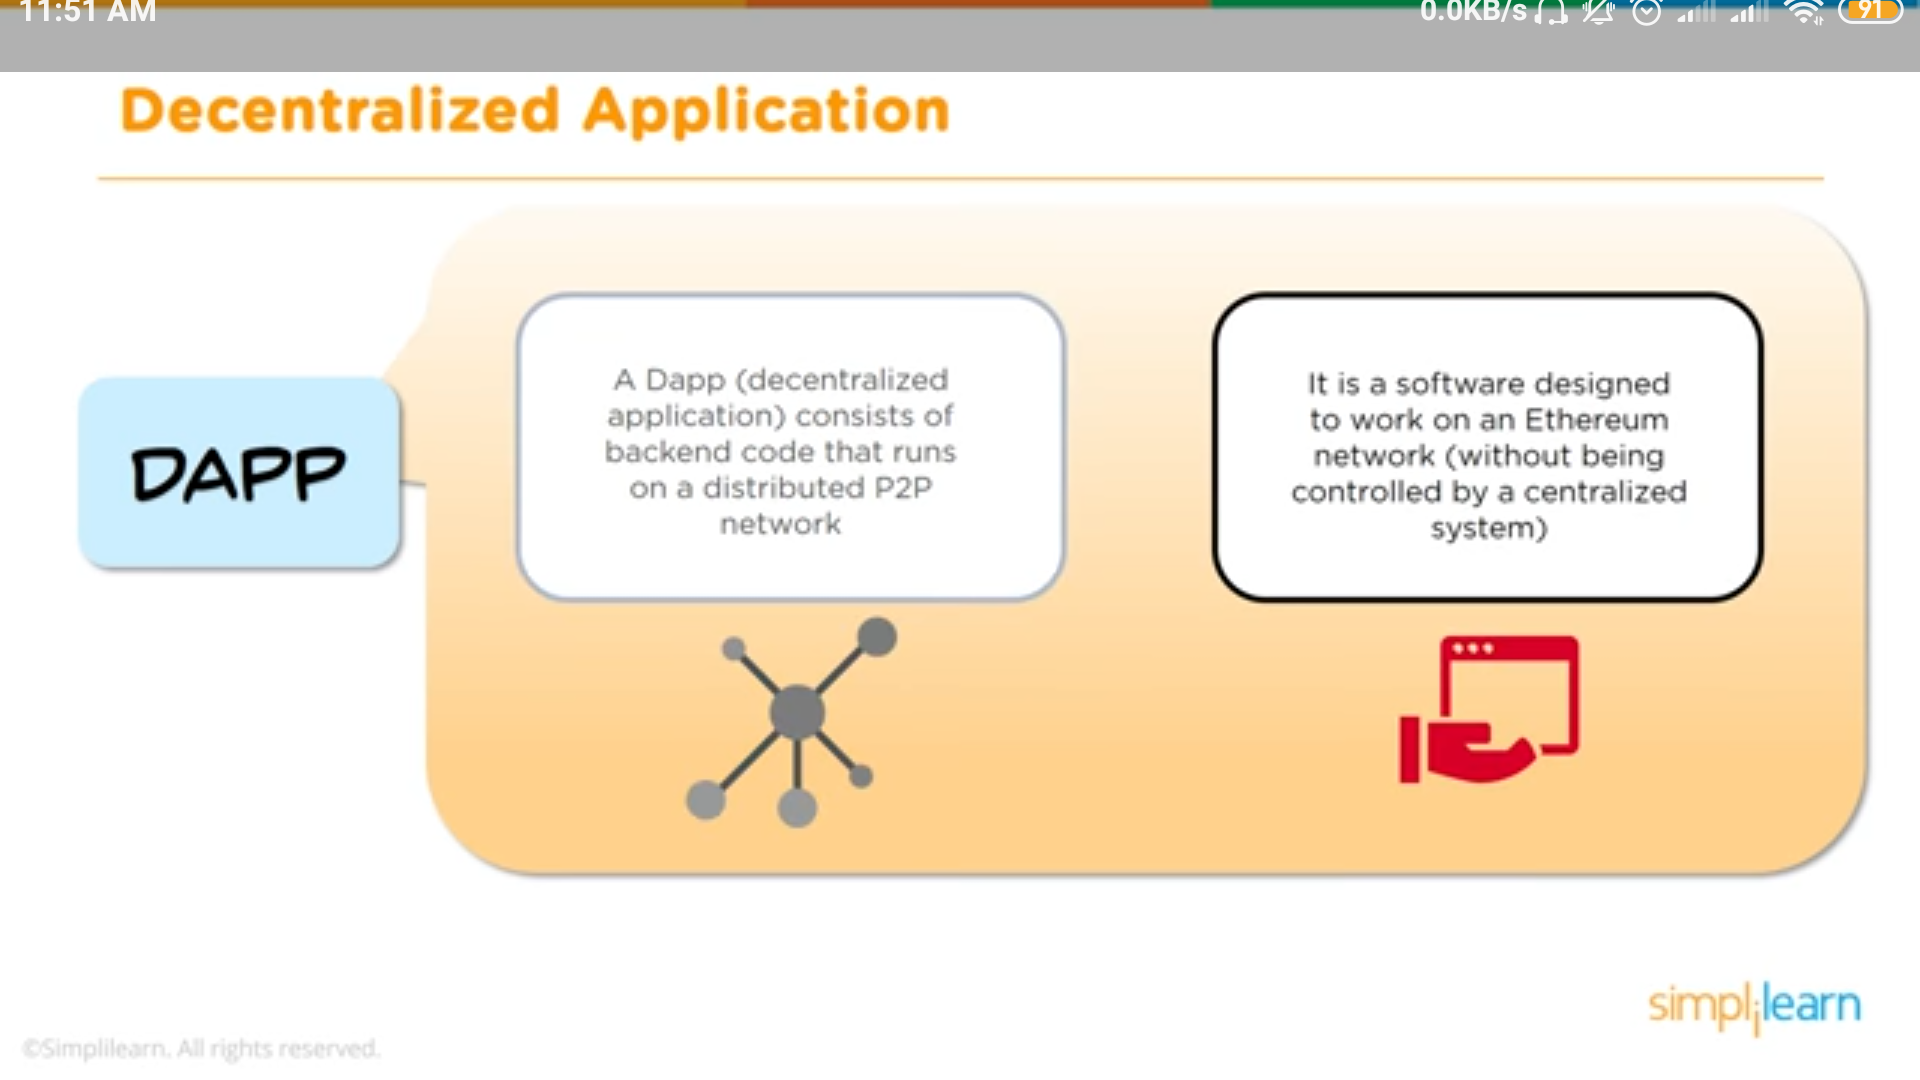 11:51 AM
0.0KB/s
91
Decentralized Application
DAPP
A Dapp (decentralized
application) consists of
backend code that runs
on a distributed P2P
network
It is a software designed
to work on an Ethereum
network (without being
controlled by a centralized
system)
simplilearn
©Simplilearn. All rights reserved.